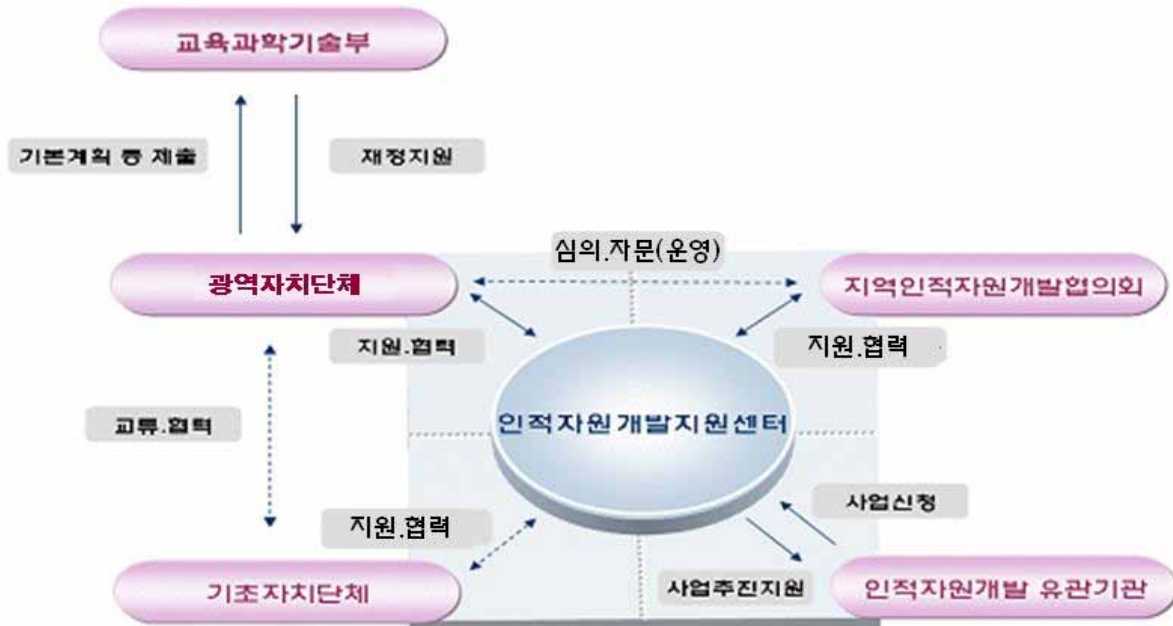 교육과학기술부
기본계획 등 제출
재정지원
심의.자문(운영)
광역자치단체
지역인적자원개발협의회
지원.협력
지원.협력
인적자원개발지원센터
교류.협력
사업신청
지원.협력
사업추진지원
기초자치단체
인적자원개발 유관기관